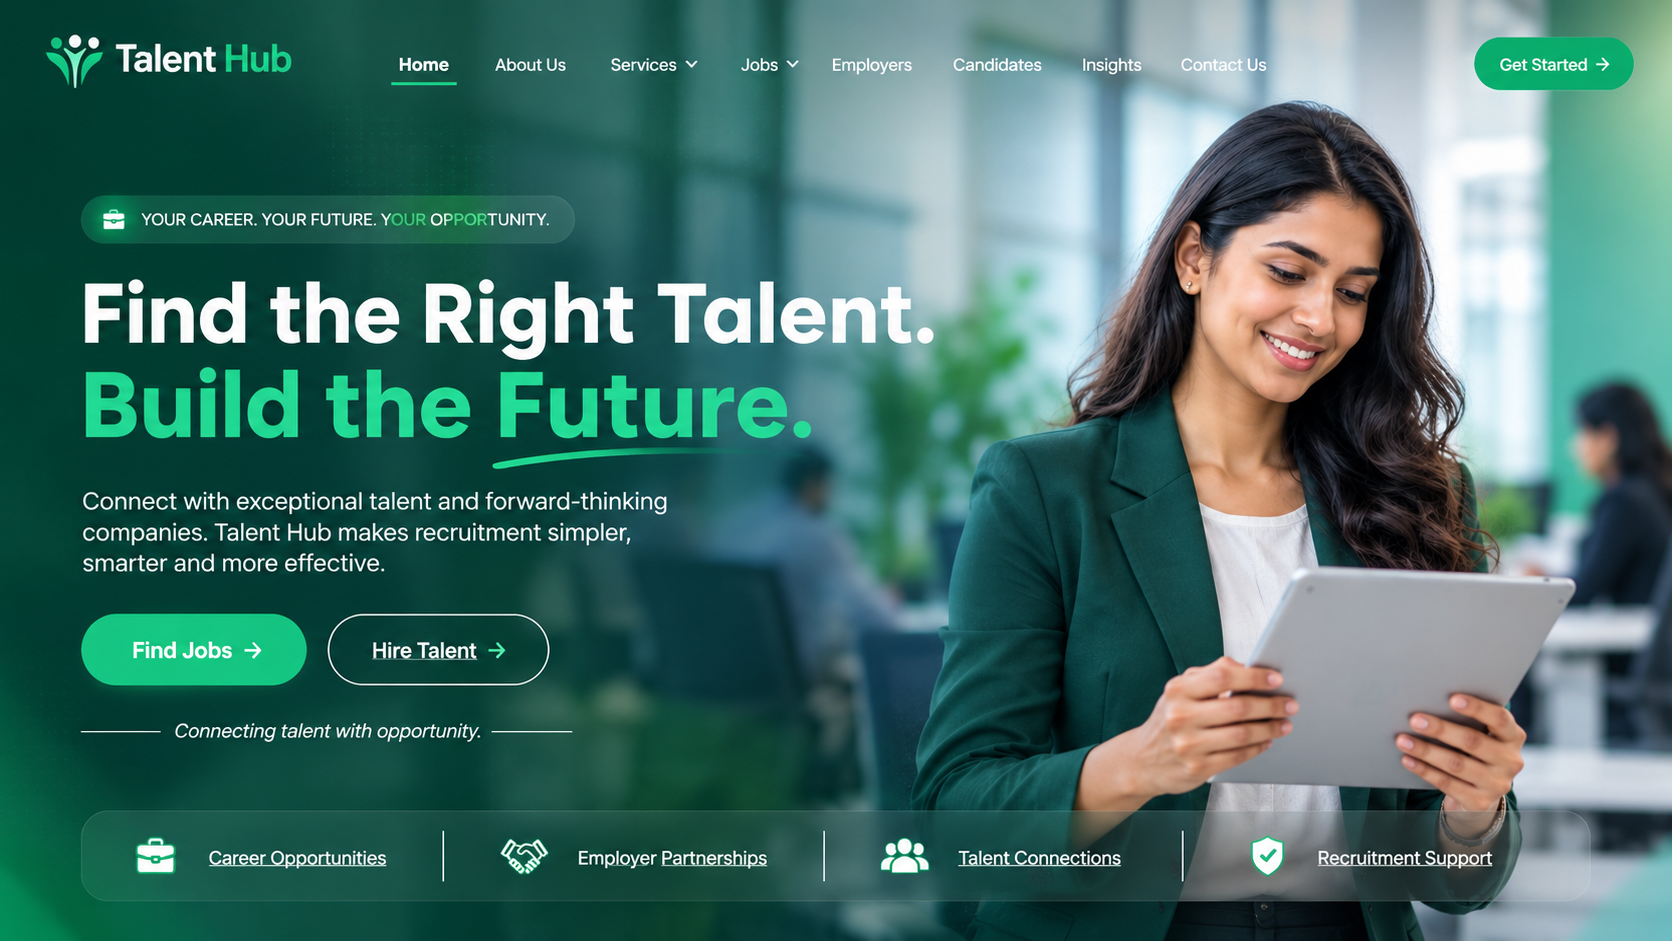 Talent Hub
Home
About Us
Services
Jobs
Employers
Candidates
Insights
Contact Us
Get Started
YOUR CAREER. YOUR FUTURE. YOUR OPPORTUNITY.
Find the Right Talent.
Build the Future.
Connect with exceptional talent and forward-thinking
companies. Talent Hub makes recruitment simpler,
smarter and more effective.
Find Jobs
Hire Talent
Connecting talent with opportunity.
Career Opportunities
Employer Partnerships
Talent Connections
Recruitment Support